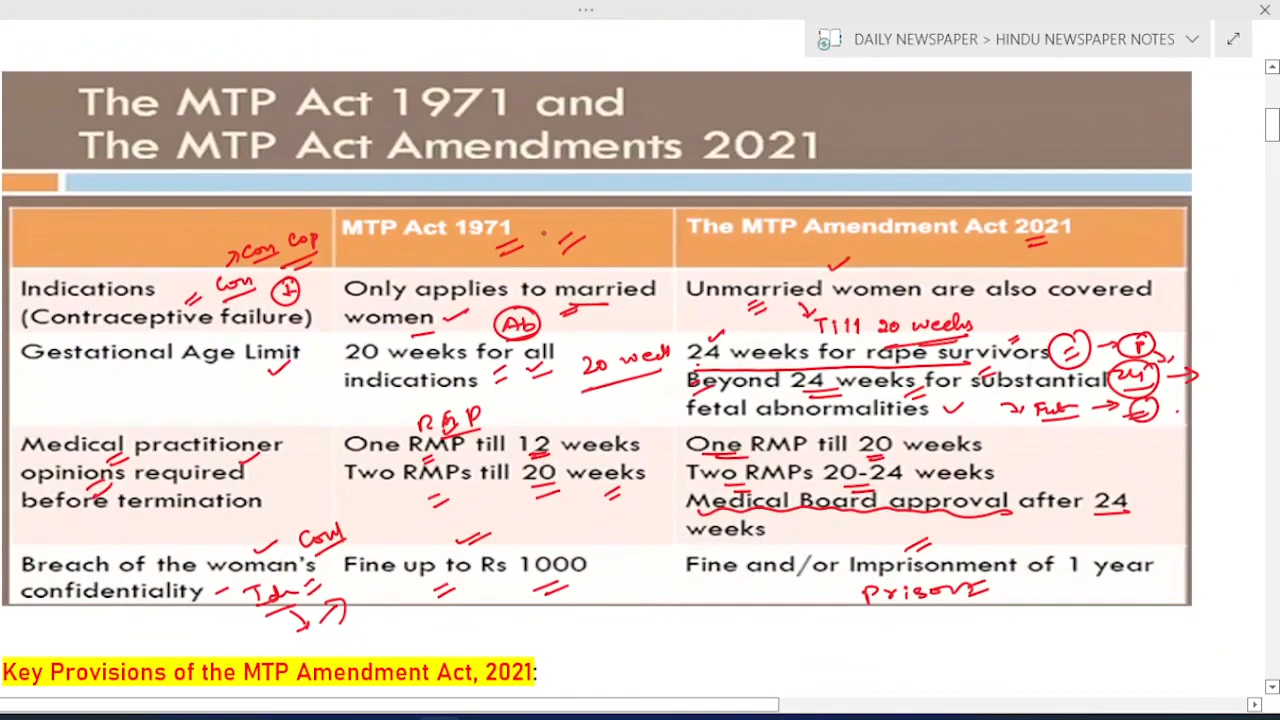 DAILY NEWSPAPER > HINDU NEWSPAPER NOTES
The MTP Act 1971 and
The MTP Act Amendments 2021
MTP Act 1971
The MTP Amendment Act 2021
Con Cop
Con I
Indications
(Contraceptive failure)
Only applies to married
women
Ab
Unmarried women are also covered
Till 20 weeks
Gestational Age Limit
20 weeks for all
indications
20 week
24 weeks for rape survivors
Beyond 24 weeks for substantial
fetal abnormalities
24
RMP
Medical practitioner
opinions required
before termination
One RMP till 12 weeks
Two RMPs till 20 weeks
One RMP till 20 weeks
Two RMPs 20-24 weeks
Medical Board approval after 24
weeks
Breach of the woman's
confidentiality
Fine up to Rs 1000
Fine and/or Imprisonment of 1 year
Key Provisions of the MTP Amendment Act, 2021: